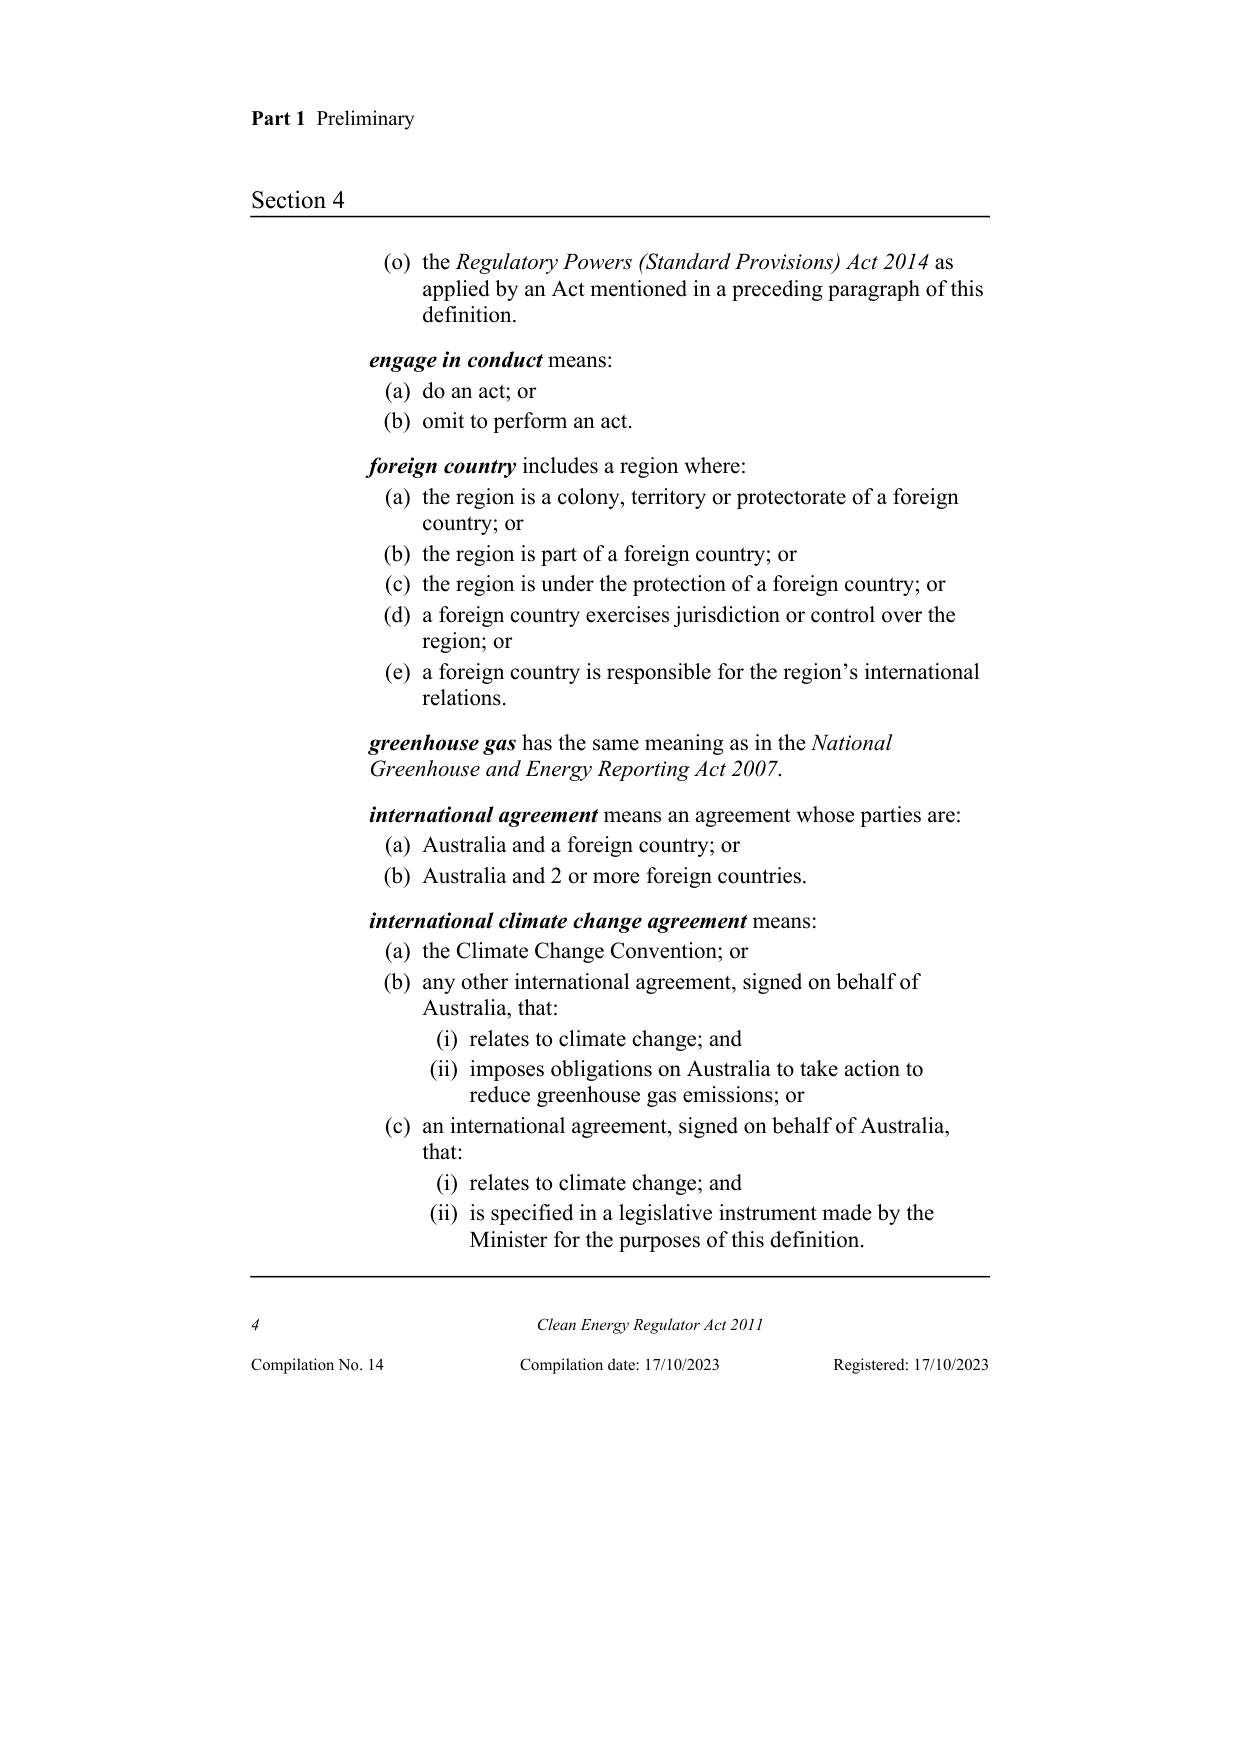 Part 1 Preliminary
Section 4
(o) the Regulatory Powers (Standard Provisions) Act 2014 as
applied by an Act mentioned in a preceding paragraph of this
definition.
engage in conduct means:
(a) do an act; or
(b) omit to perform an act.
foreign country includes a region where:
(a) the region is a colony, territory or protectorate of a foreign
country; or
(b) the region is part of a foreign country; or
(c) the region is under the protection of a foreign country; or
(d) a foreign country exercises jurisdiction or control over the
region; or
(e) a foreign country is responsible for the region’s international
relations.
greenhouse gas has the same meaning as in the National
Greenhouse and Energy Reporting Act 2007.
international agreement means an agreement whose parties are:
(a) Australia and a foreign country; or
(b) Australia and 2 or more foreign countries.
international climate change agreement means:
(a) the Climate Change Convention; or
(b) any other international agreement, signed on behalf of
Australia, that:
(i) relates to climate change; and
(ii) imposes obligations on Australia to take action to
reduce greenhouse gas emissions; or
(c) an international agreement, signed on behalf of Australia,
that:
(i) relates to climate change; and
(ii) is specified in a legislative instrument made by the
Minister for the purposes of this definition.
4 Clean Energy Regulator Act 2011
Compilation No. 14 Compilation date: 17/10/2023 Registered: 17/10/2023